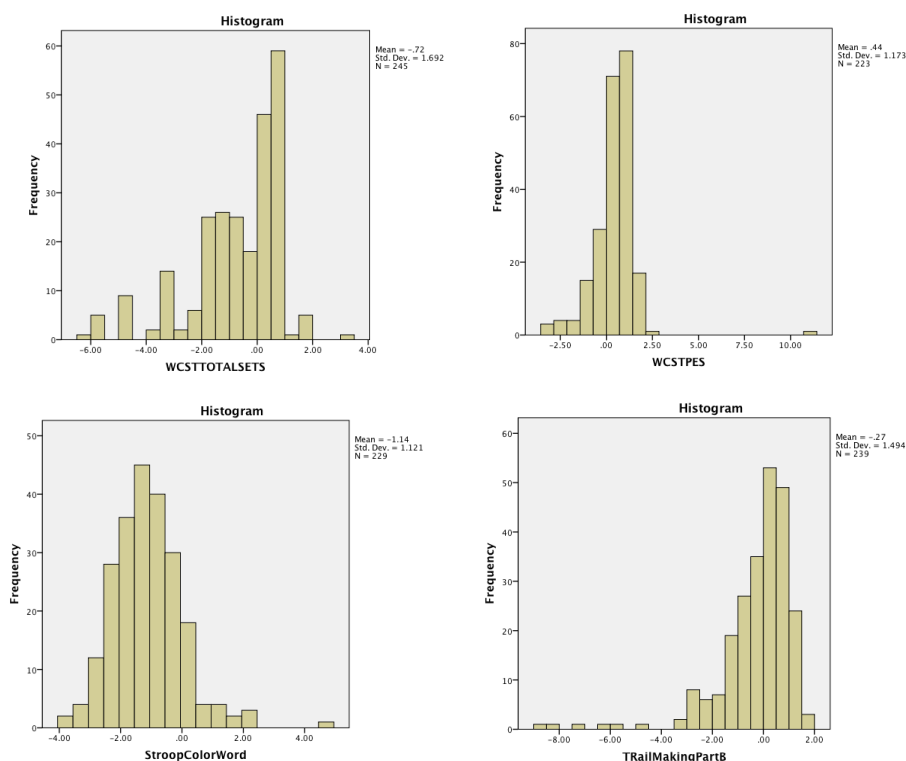 Histogram
Mean = -.72
Std. Dev. = 1.692
N = 245
60
50
40
30
20
10
0
Frequency
-6.00 -4.00 -2.00 .00 2.00 4.00
WCSTTOTALSETS
Histogram
Mean = .44
Std. Dev. = 1.173
N = 223
80
60
40
20
0
Frequency
-2.50 .00 2.50 5.00 7.50 10.00
WCSTPES
Histogram
Mean = -1.14
Std. Dev. = 1.121
N = 229
50
40
30
20
10
0
Frequency
-4.00 -2.00 .00 2.00 4.00
StroopColorWord
Histogram
Mean = -.27
Std. Dev. = 1.494
N = 239
60
50
40
30
20
10
0
Frequency
-8.00 -6.00 -4.00 -2.00 .00 2.00
TRailMakingPartB